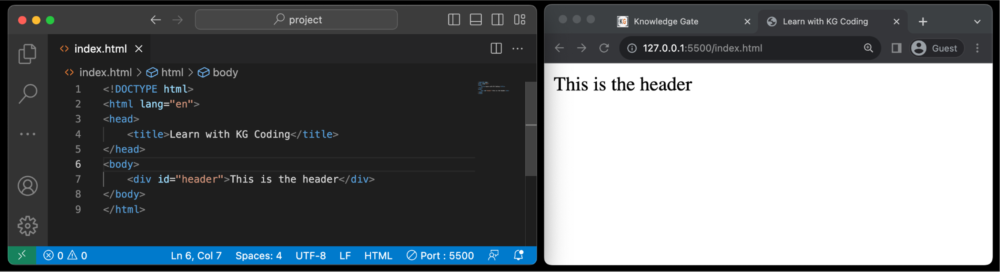 project
index.html
index.html > html > body
1 <!DOCTYPE html>
2 <html lang="en">
3 <head>
4 <title>Learn with KG Coding</title>
5 </head>
6 <body>
7 <div id="header">This is the header</div>
8 </body>
9 </html>
0 0 Ln 6, Col 7 Spaces: 4 UTF-8 LF HTML Port : 5500
KG Knowledge Gate Learn with KG Coding
127.0.0.1:5500/index.html Guest
This is the header